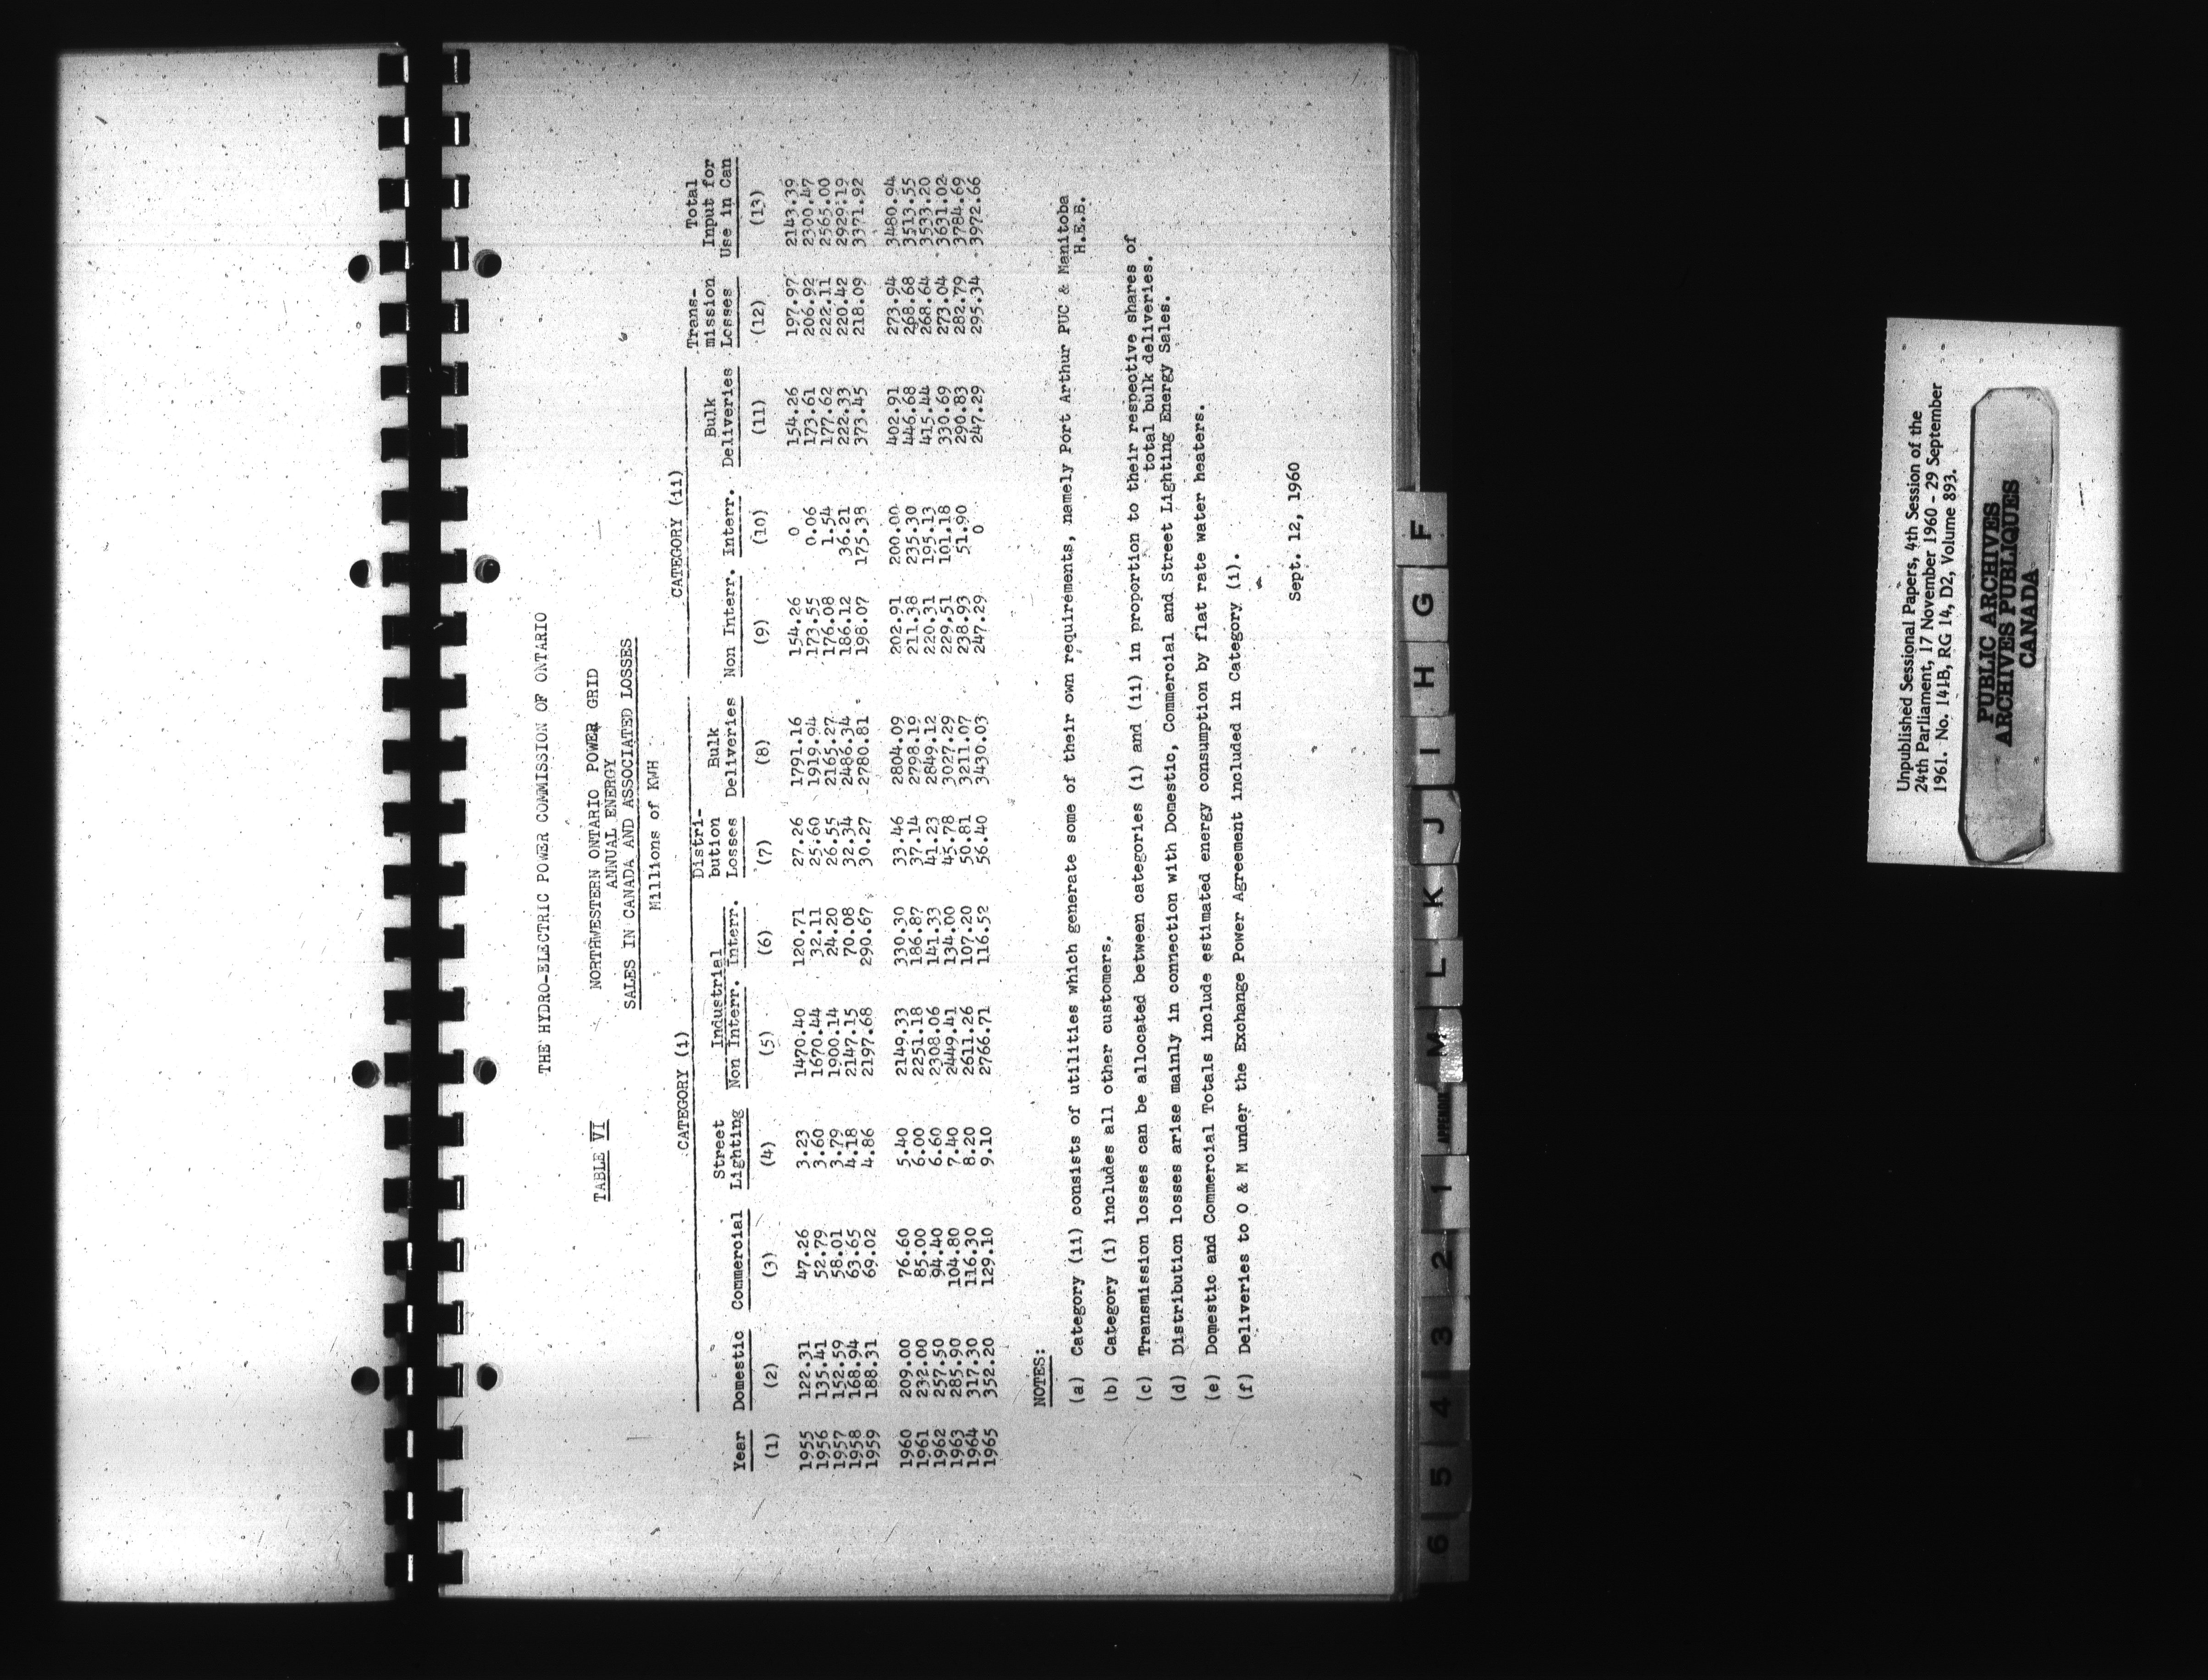 THE HYDRO-ELECTRIC POWER COMMISSION OF ONTARIO
TABLE VI
NORTHWESTERN ONTARIO POWER GRID
ANNUAL ENERGY
SALES IN CANADA AND ASSOCIATED LOSSES
Millions of KWH
CATEGORY (i) CATEGORY (ii)
Distri- Trans- Total
Street Industrial bution Bulk Bulk mission Input for
Year Domestic Commercial Lighting Non Interr. Interr. Losses Deliveries Non Interr. Interr. Deliveries Losses Use in Can
(1) (2) (3) (4) (5) (6) (7) (8) (9) (10) (11) (12) (13)
1955 122.31 47.26 3.23 1470.40 120.71 27.26 1791.16 154.26 0 154.26 197.97 2143.39
1956 135.41 52.79 3.60 1670.44 32.11 25.60 1919.94 173.55 0.06 173.61 206.92 2300.47
1957 152.59 58.01 3.79 1900.14 24.20 26.55 2165.27 176.08 1.54 177.62 222.11 2565.00
1958 168.94 63.65 4.18 2147.15 70.08 32.34 2486.34 186.12 36.21 222.33 220.42 2929.19
1959 188.31 69.02 4.86 2197.68 290.67 30.27 2780.81 198.07 175.38 373.45 218.09 3371.92
1960 209.00 76.60 5.40 2149.33 330.30 33.46 2804.09 202.91 200.00 402.91 273.94 3480.94
1961 232.00 85.00 6.00 2251.18 186.87 37.14 2798.19 211.38 235.30 446.68 268.68 3513.55
1962 257.50 94.40 6.60 2308.06 141.33 41.23 2849.12 220.31 195.13 415.44 268.64 3533.20
1963 285.90 104.80 7.40 2449.41 134.00 45.78 3027.29 229.51 101.18 330.69 273.04 3631.02
1964 317.30 116.30 8.20 2611.26 107.20 50.81 3211.07 238.93 51.90 290.83 282.79 3784.69
1965 352.20 129.10 9.10 2766.71 116.52 56.40 3430.03 247.29 0 247.29 295.34 3972.66
NOTES:
(a) Category (ii) consists of utilities which generate some of their own requirements, namely Port Arthur PUC & Manitoba
H.E.B.
(b) Category (i) includes all other customers.
(c) Transmission losses can be allocated between categories (i) and (ii) in proportion to their respective shares of
total bulk deliveries.
(d) Distribution losses arise mainly in connection with Domestic, Commercial and Street Lighting Energy Sales.
(e) Domestic and Commercial Totals include estimated energy consumption by flat rate water heaters.
(f) Deliveries to O & M under the Exchange Power Agreement included in Category (i).
Sept. 12, 1960
6 5 4 3 2 1 APPENDIX M L K J I H G F
Unpublished Sessional Papers, 4th Session of the
24th Parliament, 17 November 1960 - 29 September
1961. No. 141B, RG 14, D2, Volume 893.
PUBLIC ARCHIVES
ARCHIVES PUBLIQUES
CANADA